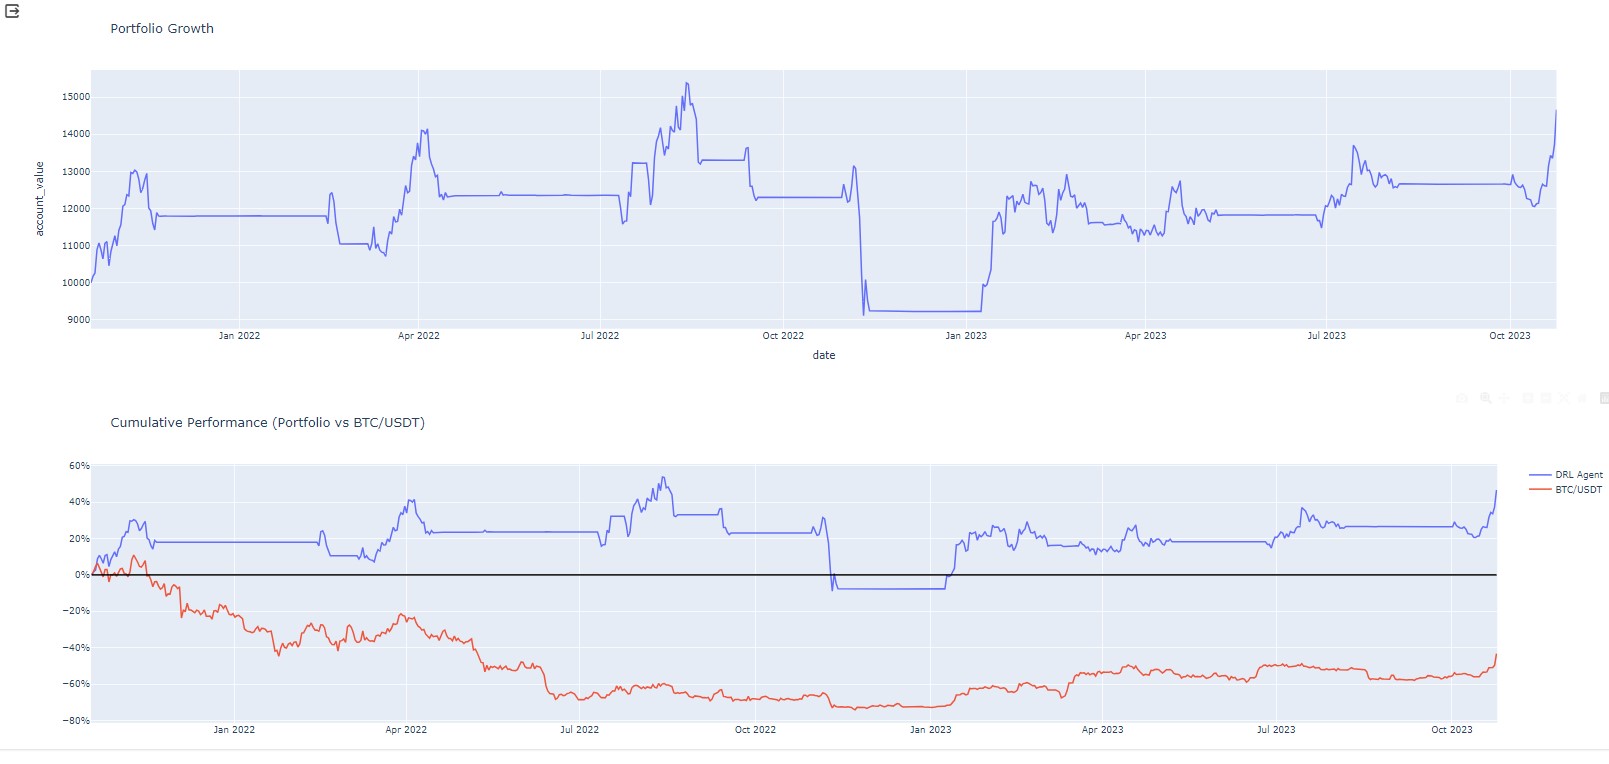 Portfolio Growth
15000
14000
13000
12000
11000
10000
9000
account_value
Jan 2022 Apr 2022 Jul 2022 Oct 2022 Jan 2023 Apr 2023 Jul 2023 Oct 2023
date
Cumulative Performance (Portfolio vs BTC/USDT)
60%
40%
20%
0%
−20%
−40%
−60%
−80%
Jan 2022 Apr 2022 Jul 2022 Oct 2022 Jan 2023 Apr 2023 Jul 2023 Oct 2023
DRL Agent
BTC/USDT